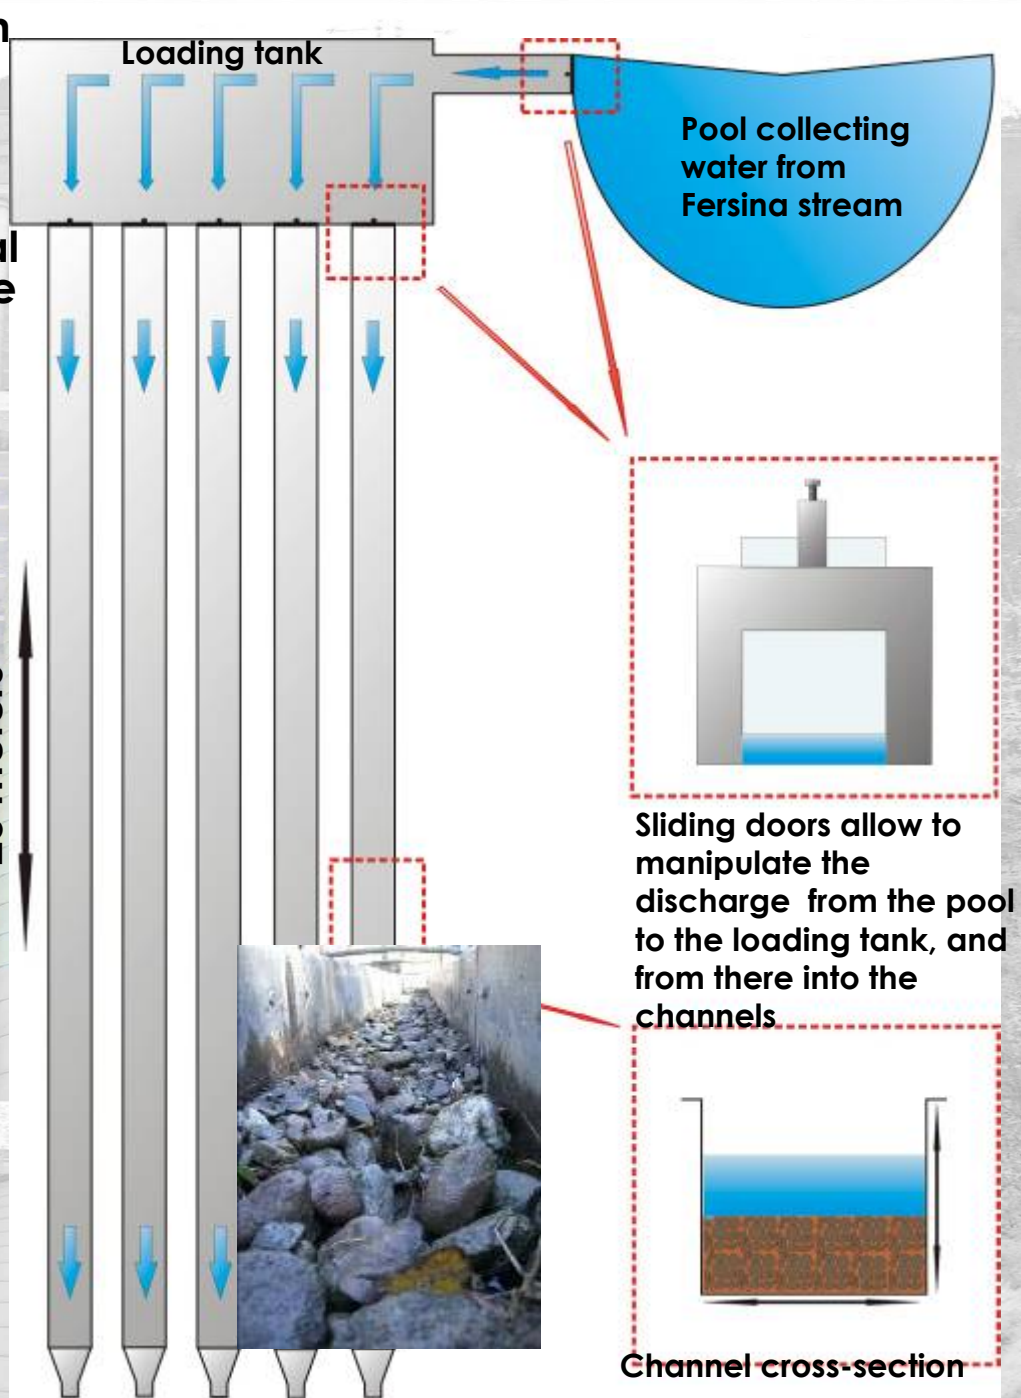 Loading tank
Pool collecting
water from
Fersina stream
Sliding doors allow to
manipulate the
discharge from the pool
to the loading tank, and
from there into the
channels
Channel cross-section